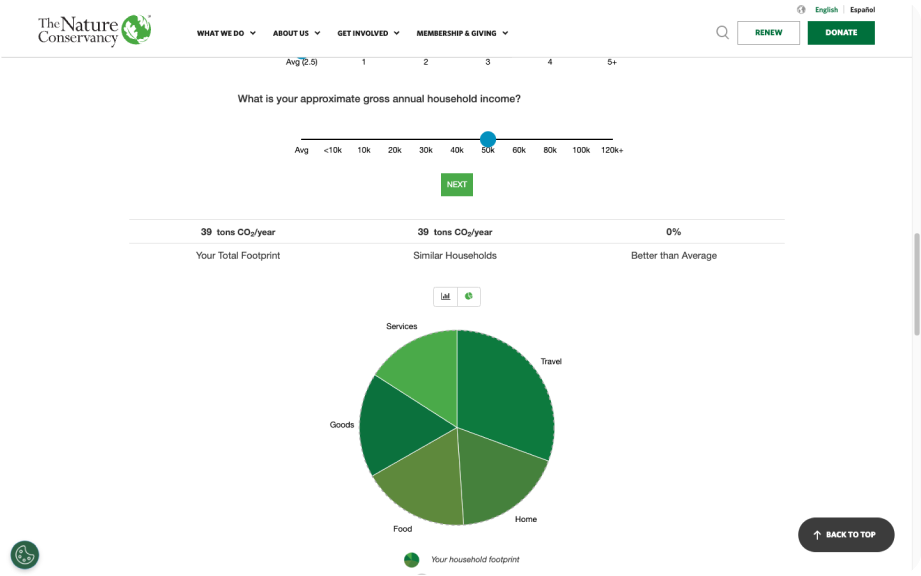 English | Español
The Nature
Conservancy
WHAT WE DO ABOUT US GET INVOLVED MEMBERSHIP & GIVING RENEW DONATE
Avg (2.5) 1 2 3 4 5+
What is your approximate gross annual household income?
Avg <10k 10k 20k 30k 40k 50k 60k 80k 100k 120k+
NEXT
39 tons CO₂/year 39 tons CO₂/year 0%
Your Total Footprint Similar Households Better than Average
Services
Travel
Goods
Home
Food
BACK TO TOP
Your household footprint